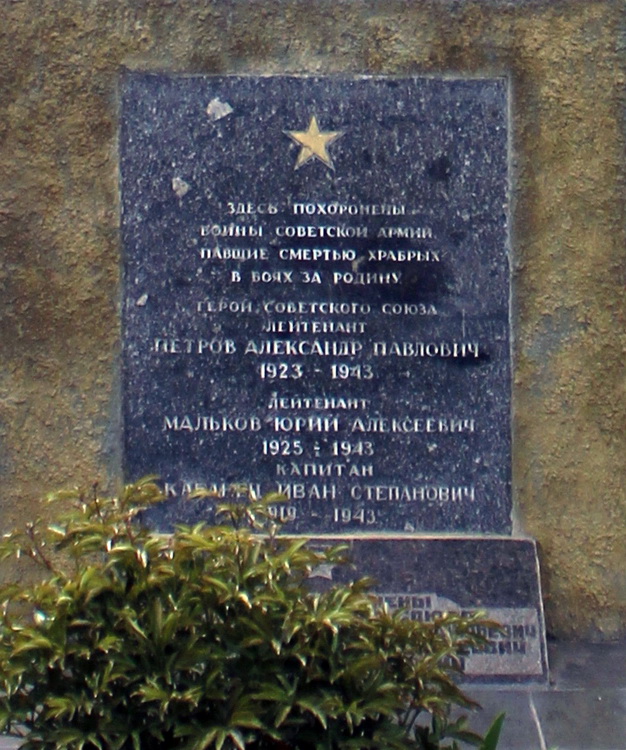 ЗДЕСЬ ПОХОРОНЕНЫ
ВОИНЫ СОВЕТСКОЙ АРМИИ
ПАВШИЕ СМЕРТЬЮ ХРАБРЫХ
В БОЯХ ЗА РОДИНУ
ГЕРОЙ СОВЕТСКОГО СОЮЗА
ЛЕЙТЕНАНТ
ПЕТРОВ АЛЕКСАНДР ПАВЛОВИЧ
1923 - 1943
ЛЕЙТЕНАНТ
МАЛЬКОВ ЮРИЙ АЛЕКСЕЕВИЧ
1925 - 1943
КАПИТАН
ИВАН СТЕПАНОВИЧ
1919 - 1943